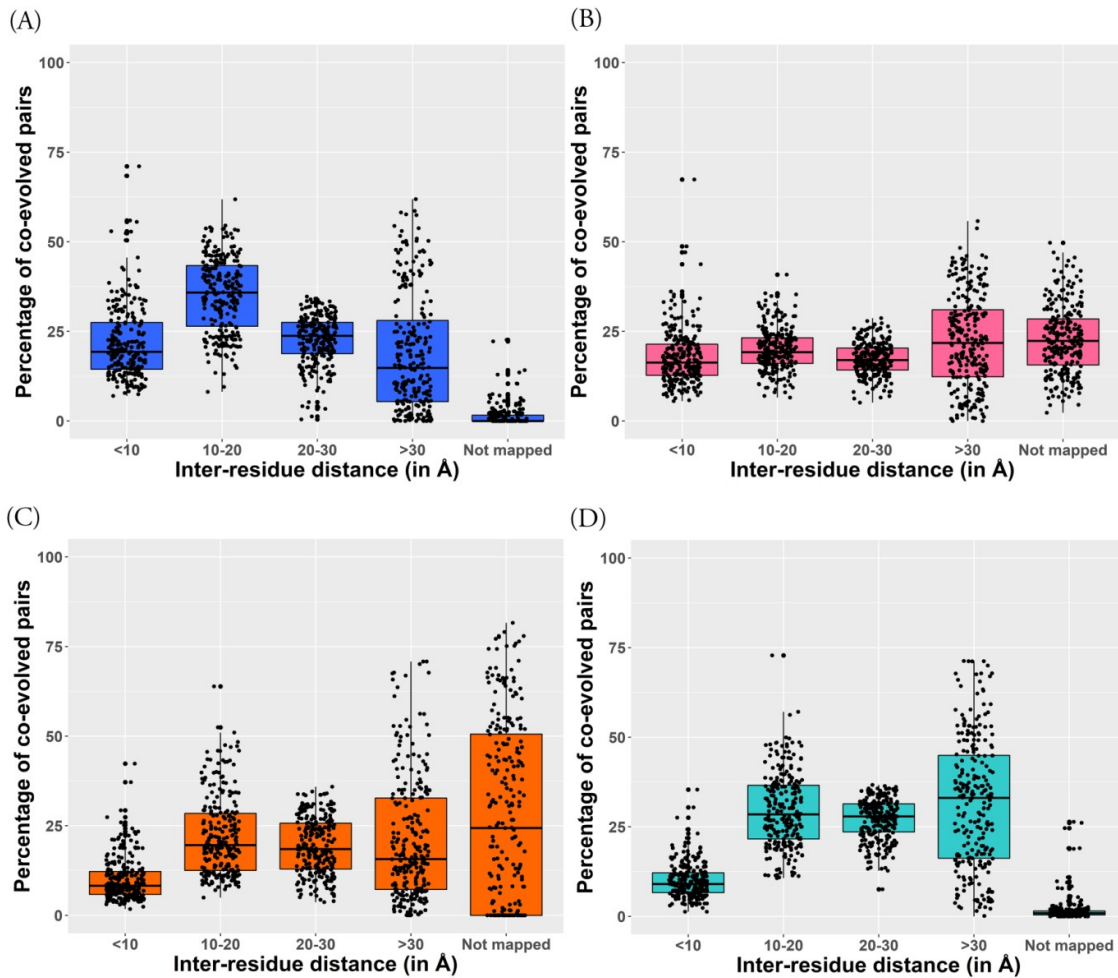 (A)
Percentage of co-evolved pairs
100
75
50
25
0
<10 10-20 20-30 >30 Not mapped
Inter-residue distance (in Å)
(B)
Percentage of co-evolved pairs
100
75
50
25
0
<10 10-20 20-30 >30 Not mapped
Inter-residue distance (in Å)
(C)
Percentage of co-evolved pairs
100
75
50
25
0
<10 10-20 20-30 >30 Not mapped
Inter-residue distance (in Å)
(D)
Percentage of co-evolved pairs
100
75
50
25
0
<10 10-20 20-30 >30 Not mapped
Inter-residue distance (in Å)